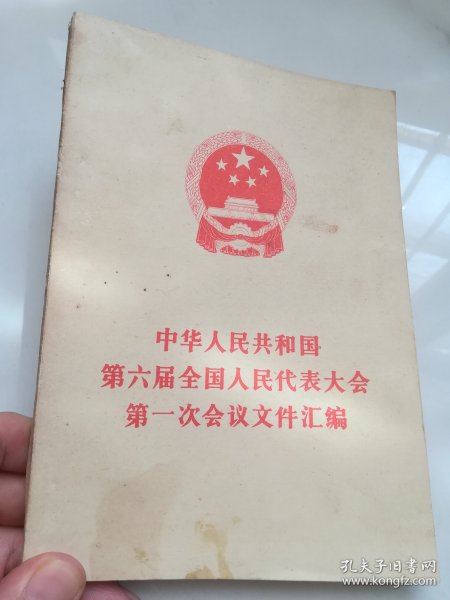 中华人民共和国
第六届全国人民代表大会
第一次会议文件汇编
孔夫子旧书网
www.kongfz.com